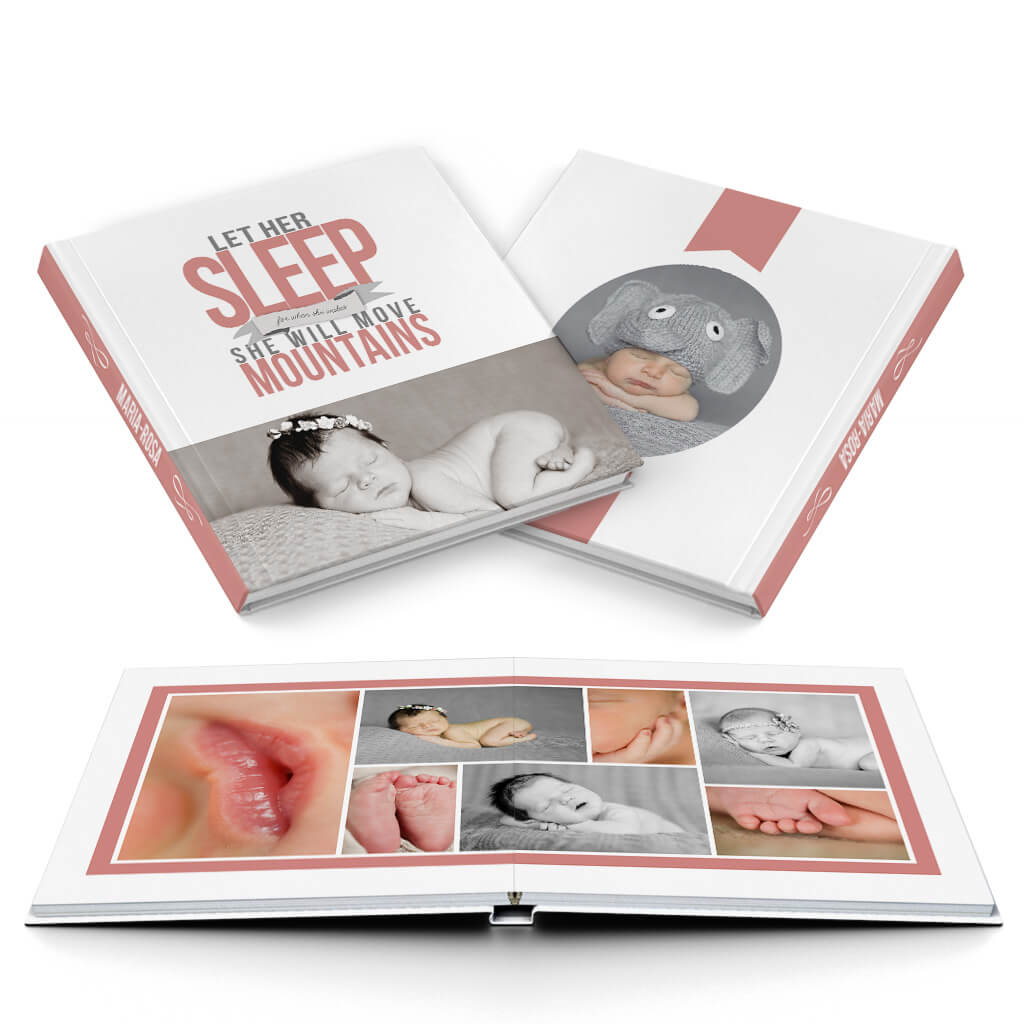 LET HER
SLEEP
for when she wakes
SHE WILL MOVE
MOUNTAINS
MARIA-ROSA
MARIA-ROSA